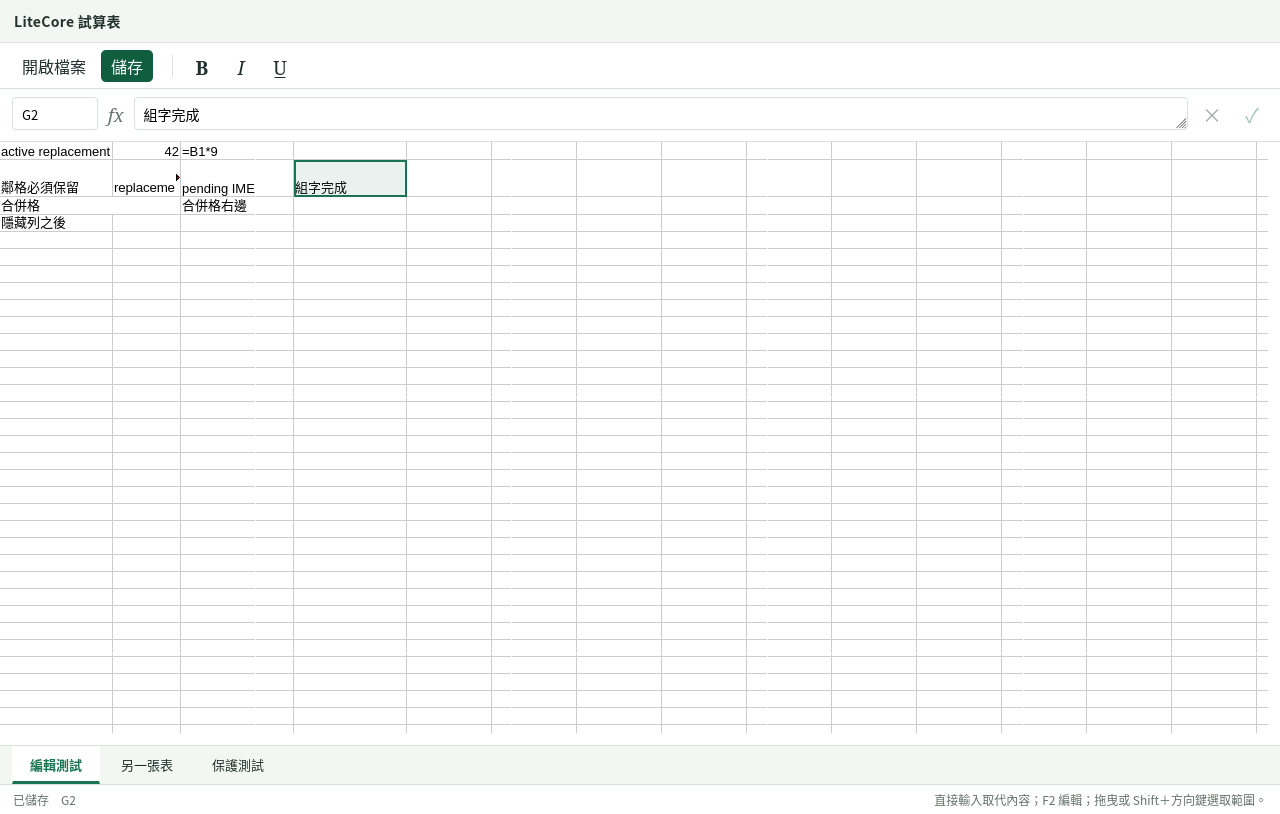 LiteCore 試算表
開啟檔案 儲存 B I U
G2 fx 組字完成
active replacement 42 =B1*9
鄰格必須保留 replaceme pending IME 組字完成
合併格 合併格右邊
隱藏列之後
編輯測試 另一張表 保護測試
已儲存 G2 直接輸入取代內容；F2 編輯；拖曳或 Shift＋方向鍵選取範圍。